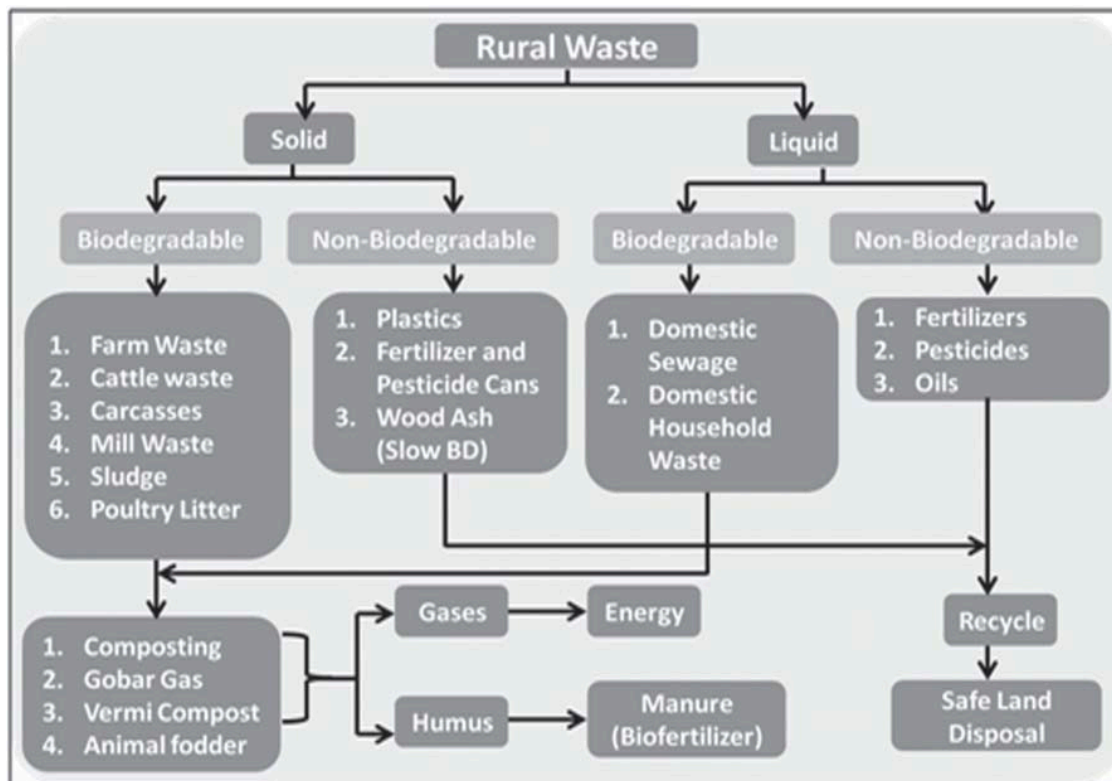 Rural Waste
Solid
Liquid
Biodegradable
Non-Biodegradable
Biodegradable
Non-Biodegradable
1. Farm Waste
2. Cattle waste
3. Carcasses
4. Mill Waste
5. Sludge
6. Poultry Litter
1. Plastics
2. Fertilizer and
Pesticide Cans
3. Wood Ash
(Slow BD)
1. Domestic
Sewage
2. Domestic
Household
Waste
1. Fertilizers
2. Pesticides
3. Oils
1. Composting
2. Gobar Gas
3. Vermi Compost
4. Animal fodder
Gases
Energy
Humus
Manure
(Biofertilizer)
Recycle
Safe Land
Disposal